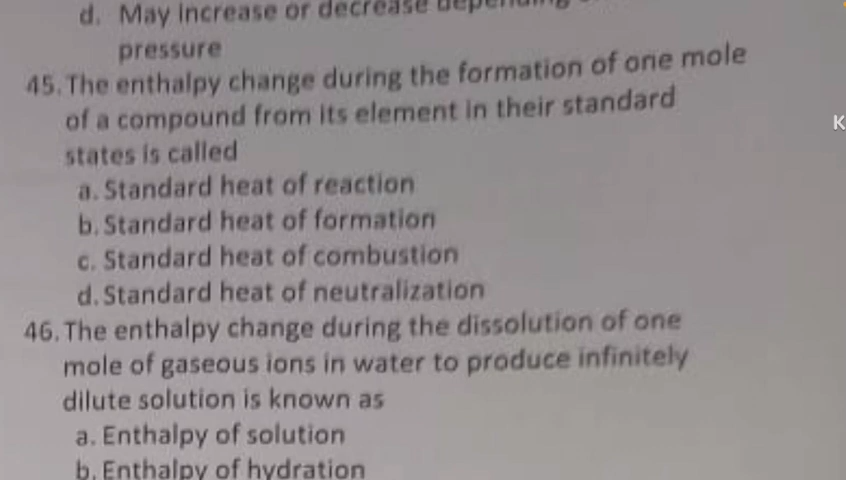 d. May increase or decrease
pressure
45. The enthalpy change during the formation of one mole
of a compound from its element in their standard
states is called
a. Standard heat of reaction
b. Standard heat of formation
c. Standard heat of combustion
d. Standard heat of neutralization
46. The enthalpy change during the dissolution of one
mole of gaseous ions in water to produce infinitely
dilute solution is known as
a. Enthalpy of solution
b. Enthalpy of hydration
K